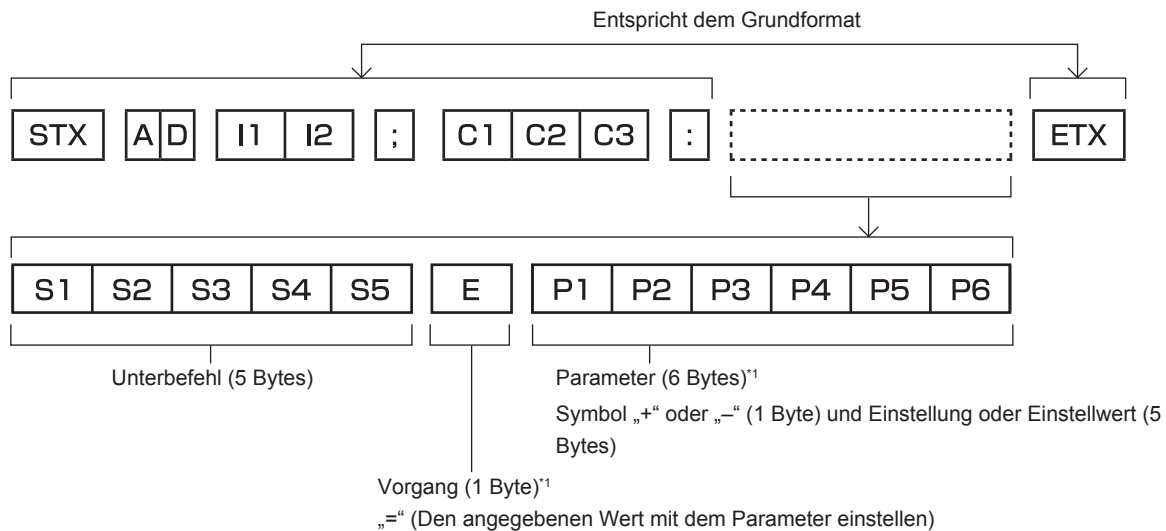 Entspricht dem Grundformat
STX A D I1 I2 ; C1 C2 C3 : ETX
S1 S2 S3 S4 S5 E P1 P2 P3 P4 P5 P6
Unterbefehl (5 Bytes)
Parameter (6 Bytes)*1
Symbol „+“ oder „–“ (1 Byte) und Einstellung oder Einstellwert (5
Bytes)
Vorgang (1 Byte)*1
„=“ (Den angegebenen Wert mit dem Parameter einstellen)